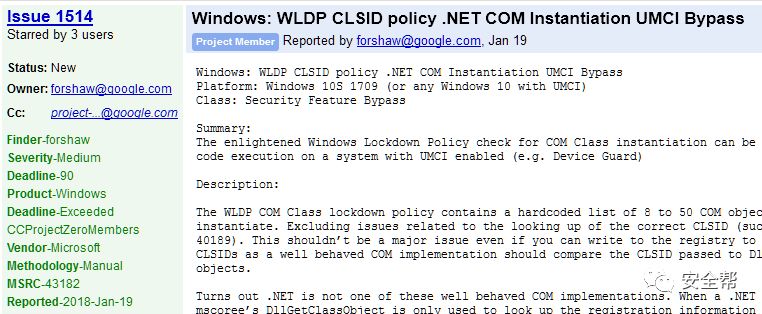 Issue 1514
Starred by 3 users
Status: New
Owner: forshaw@google.com
Cc: project-...@google.com
Finder-forshaw
Severity-Medium
Deadline-90
Product-Windows
Deadline-Exceeded
CCProjectZeroMembers
Vendor-Microsoft
Methodology-Manual
MSRC-43182
Reported-2018-Jan-19
Windows: WLDP CLSID policy .NET COM Instantiation UMCI Bypass
Project Member Reported by forshaw@google.com, Jan 19
Windows: WLDP CLSID policy .NET COM Instantiation UMCI Bypass
Platform: Windows 10S 1709 (or any Windows 10 with UMCI)
Class: Security Feature Bypass
Summary:
The enlightened Windows Lockdown Policy check for COM Class instantiation can be
code execution on a system with UMCI enabled (e.g. Device Guard)
Description:
The WLDP COM Class lockdown policy contains a hardcoded list of 8 to 50 COM objec
instantiate. Excluding issues related to the looking up of the correct CLSID (suc
40189). This shouldn't be a major issue even if you can write to the registry to
CLSIDs as a well behaved COM implementation should compare the CLSID passed to Dl
objects.
Turns out .NET is not one of these well behaved COM implementations. When a .NET
mscoree's DllGetClassObject is only used to look up the registration information
安全帮